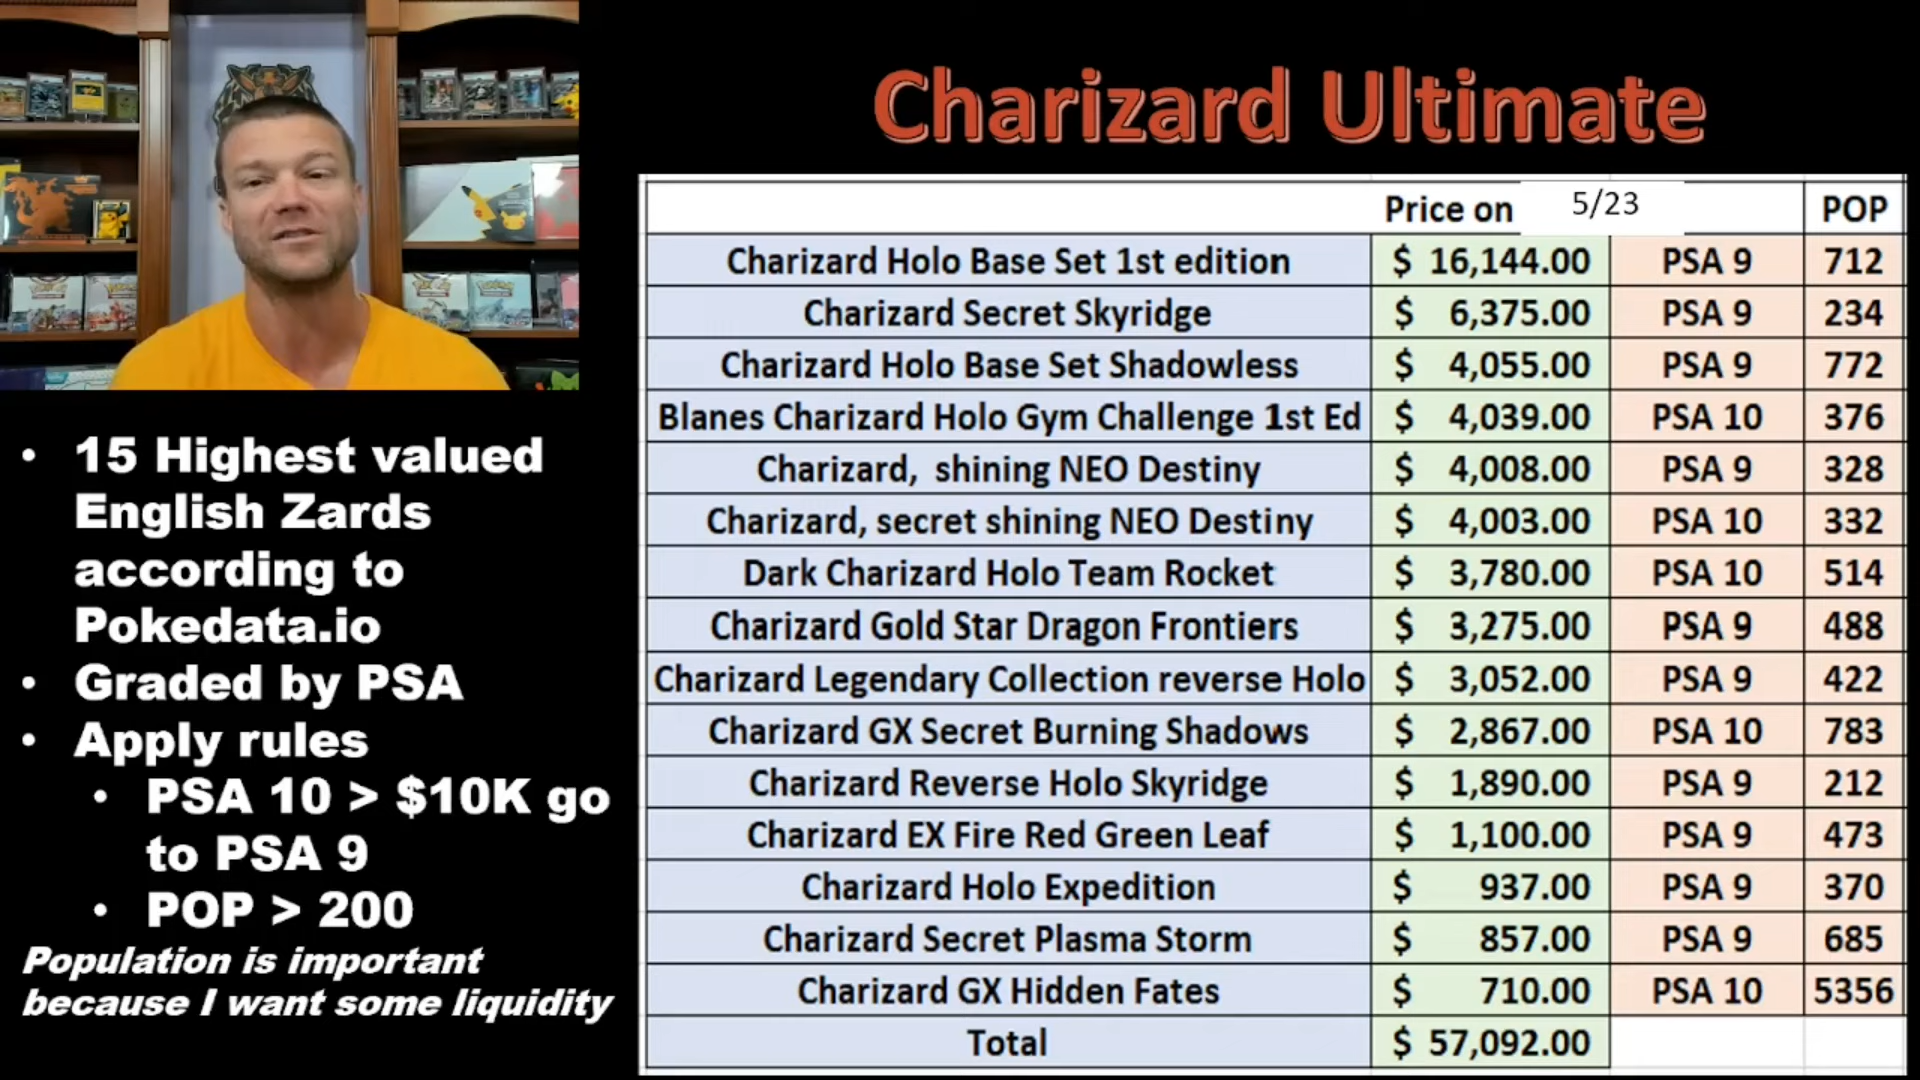 Charizard Ultimate
Price on 5/23 POP
Charizard Holo Base Set 1st edition $ 16,144.00 PSA 9 712
Charizard Secret Skyridge $ 6,375.00 PSA 9 234
Charizard Holo Base Set Shadowless $ 4,055.00 PSA 9 772
Blanes Charizard Holo Gym Challenge 1st Ed $ 4,039.00 PSA 10 376
Charizard, shining NEO Destiny $ 4,008.00 PSA 9 328
Charizard, secret shining NEO Destiny $ 4,003.00 PSA 10 332
Dark Charizard Holo Team Rocket $ 3,780.00 PSA 10 514
Charizard Gold Star Dragon Frontiers $ 3,275.00 PSA 9 488
Charizard Legendary Collection reverse Holo $ 3,052.00 PSA 9 422
Charizard GX Secret Burning Shadows $ 2,867.00 PSA 10 783
Charizard Reverse Holo Skyridge $ 1,890.00 PSA 9 212
Charizard EX Fire Red Green Leaf $ 1,100.00 PSA 9 473
Charizard Holo Expedition $ 937.00 PSA 9 370
Charizard Secret Plasma Storm $ 857.00 PSA 9 685
Charizard GX Hidden Fates $ 710.00 PSA 10 5356
Total $ 57,092.00
• 15 Highest valued
English Zards
according to
Pokedata.io
• Graded by PSA
• Apply rules
• PSA 10 > $10K go
to PSA 9
• POP > 200
Population is important
because I want some liquidity